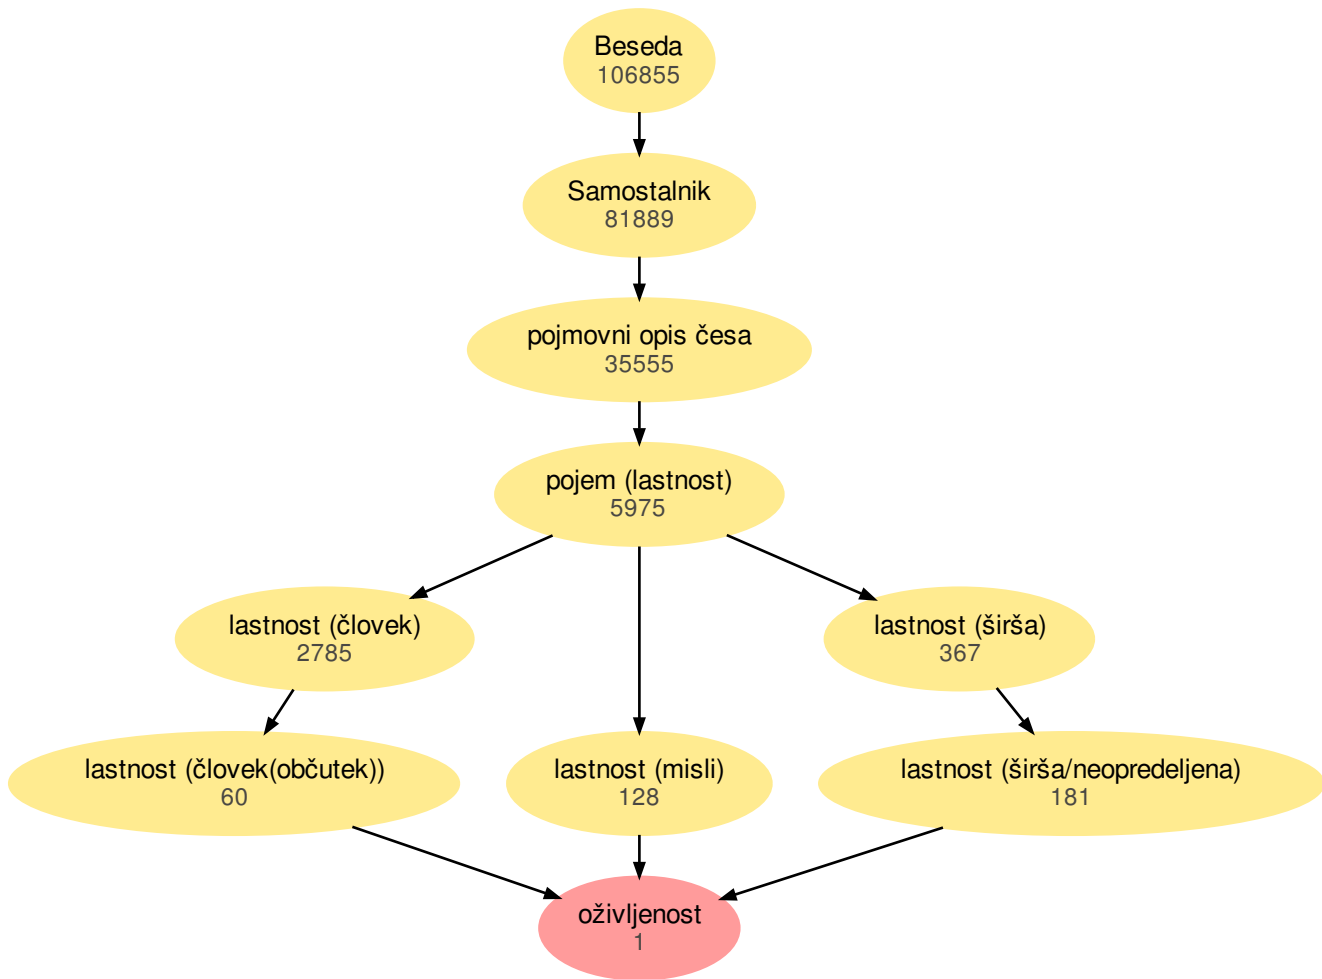 Beseda
106855
Samostalnik
81889
pojmovni opis česa
35555
pojem (lastnost)
5975
lastnost (človek)
2785
lastnost (širša)
367
lastnost (človek(občutek))
60
lastnost (misli)
128
lastnost (širša/neopredeljena)
181
oživljenost
1